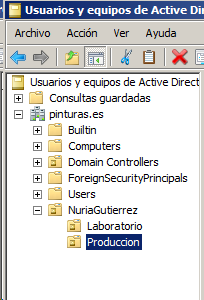 Usuarios y equipos de Active Dir
Archivo Acción Ver Ayuda
Usuarios y equipos de Active Direct
Consultas guardadas
pinturas.es
Builtin
Computers
Domain Controllers
ForeignSecurityPrincipals
Users
NuriaGutierrez
Laboratorio
Produccion